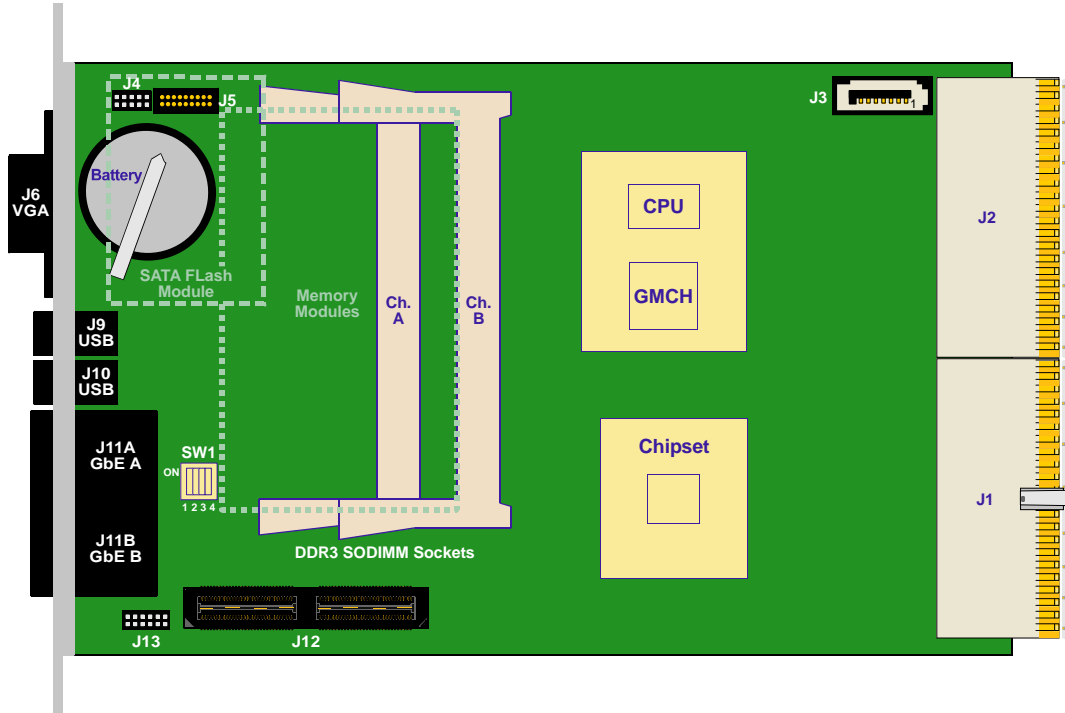 J4
J5
J3
1
Battery
J6
VGA
J2
CPU
SATA FLash
Module
Memory
Modules
Ch.
A
Ch.
B
GMCH
J9
USB
J10
USB
J11A
GbE A
SW1
ON
1 2 3 4
Chipset
J1
J11B
GbE B
DDR3 SODIMM Sockets
J13
J12